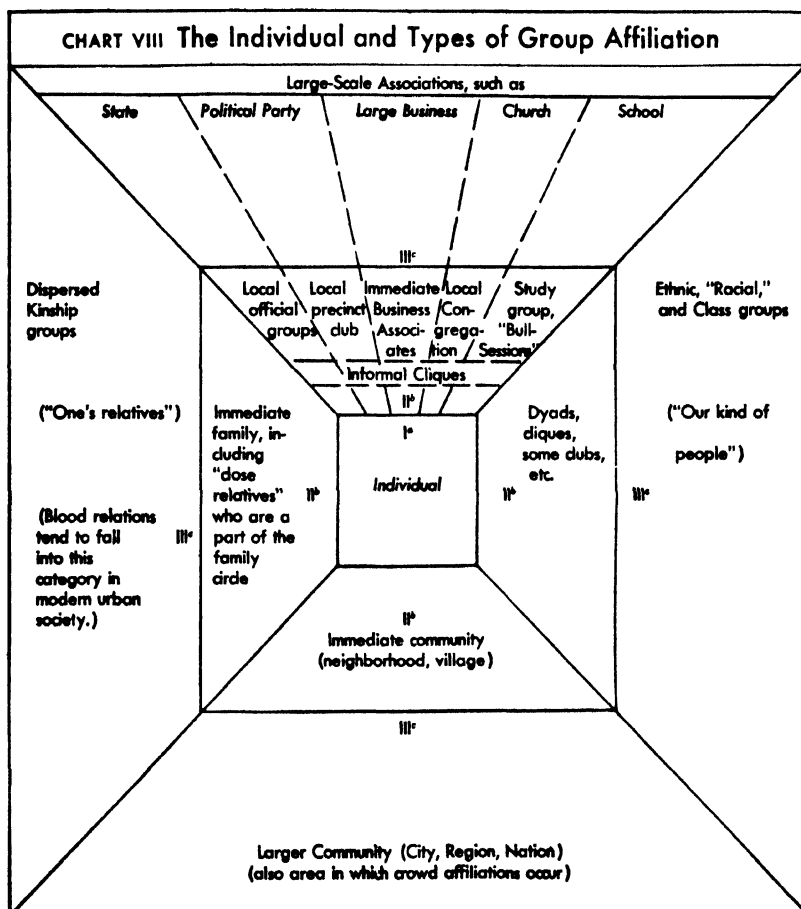 CHART VIII The Individual and Types of Group Affiliation
Large-Scale Associations, such as
State Political Party Large Business Church School
IIIᶜ
Dispersed
Kinship
groups
("One's relatives")
(Blood relations
tend to fall
into this
category in
modern urban
society.)
IIIᶜ
Local
official
groups
Local
precinct
club
Immediate
Business
Associ-
ates
Local
Con-
grega-
tion
Study
group,
"Bull-
Sessions"
Informal Cliques
IIᵇ
Immediate
family, in-
cluding
"close
relatives"
who are a
part of the
family
circle
IIᵇ
Iᵃ
Individual
Dyads,
cliques,
some clubs,
etc.
IIᵇ
Ethnic, "Racial,"
and Class groups
("Our kind of
people")
IIIᶜ
IIᵇ
Immediate community
(neighborhood, village)
IIIᶜ
Larger Community (City, Region, Nation)
(also area in which crowd affiliations occur)